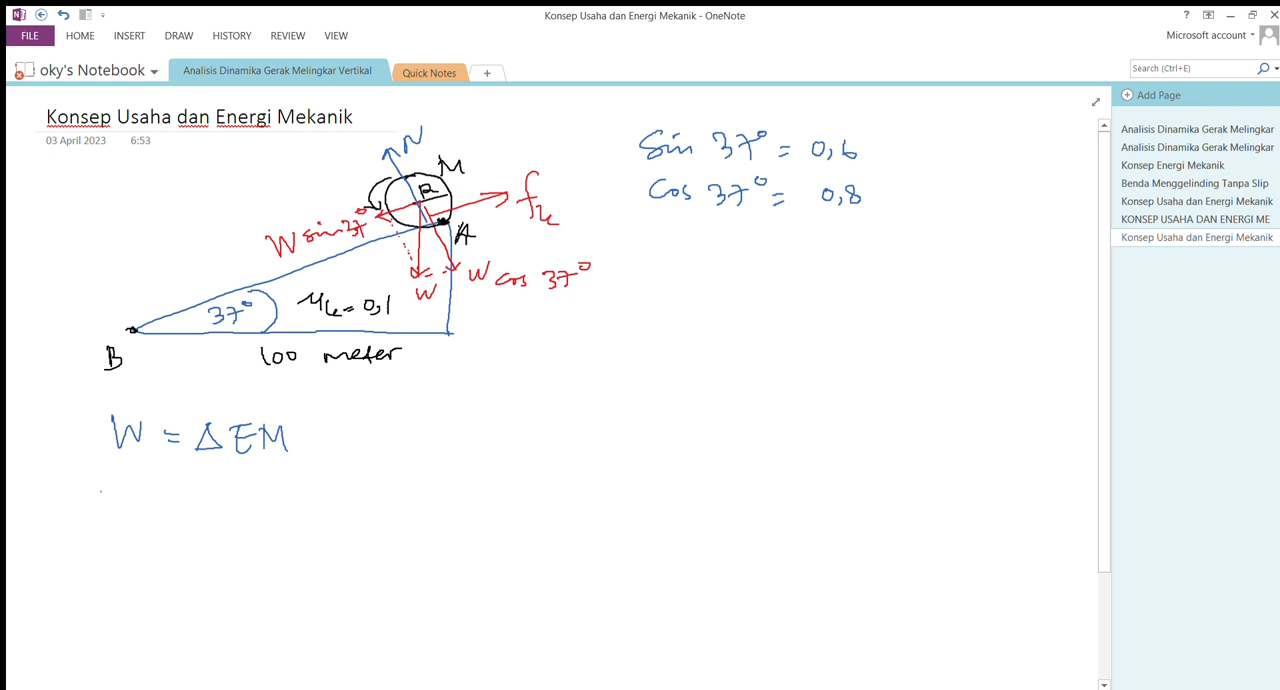 Konsep Usaha dan Energi Mekanik - OneNote
FILE HOME INSERT DRAW HISTORY REVIEW VIEW
Microsoft account
oky's Notebook
Analisis Dinamika Gerak Melingkar Vertikal
Quick Notes
Search (Ctrl+E)
Add Page
Analisis Dinamika Gerak Melingkar
Analisis Dinamika Gerak Melingkar
Konsep Energi Mekanik
Benda Menggelinding Tanpa Slip
Konsep Usaha dan Energi Mekanik
KONSEP USAHA DAN ENERGI ME
Konsep Usaha dan Energi Mekanik
Konsep Usaha dan Energi Mekanik
03 April 2023 6:53
N
M
R
fk
W sin 37°
A
W
W cos 37°
37°
μk = 0,1
B
100 meter
sin 37° = 0,6
cos 37° = 0,8
W = Δ EM